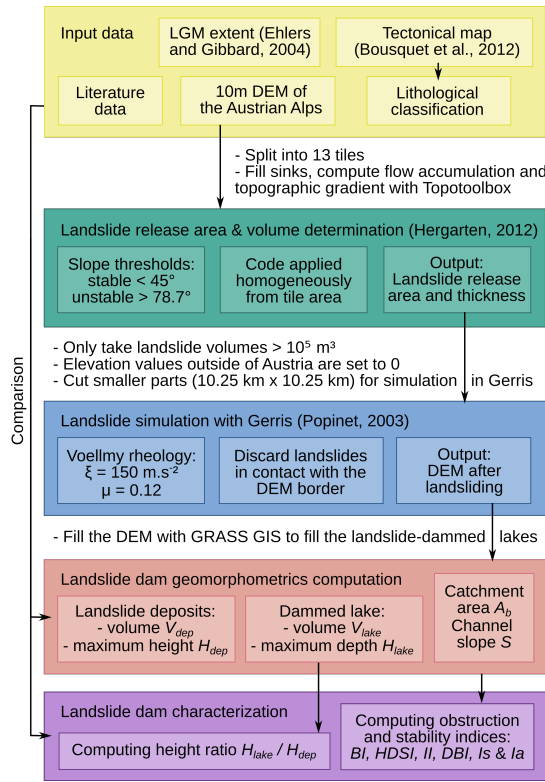 Input data
LGM extent (Ehlers
and Gibbard, 2004)
Tectonical map
(Bousquet et al., 2012)
Literature
data
10m DEM of
the Austrian Alps
Lithological
classification
- Split into 13 tiles
- Fill sinks, compute flow accumulation and
topographic gradient with Topotoolbox
Landslide release area & volume determination (Hergarten, 2012)
Slope thresholds:
stable < 45°
unstable > 78.7°
Code applied
homogeneously
from tile area
Output:
Landslide release
area and thickness
- Only take landslide volumes > 10⁵ m³
- Elevation values outside of Austria are set to 0
- Cut smaller parts (10.25 km x 10.25 km) for simulation in Gerris
Comparison
Landslide simulation with Gerris (Popinet, 2003)
Voellmy rheology:
ξ = 150 m.s⁻²
μ = 0.12
Discard landslides
in contact with the
DEM border
Output:
DEM after
landsliding
- Fill the DEM with GRASS GIS to fill the landslide-dammed lakes
Landslide dam geomorphometrics computation
Landslide deposits:
- volume V_dep
- maximum height H_dep
Dammed lake:
- volume V_lake
- maximum depth H_lake
Catchment
area A_b
Channel
slope S
Landslide dam characterization
Computing height ratio H_lake / H_dep
Computing obstruction
and stability indices:
BI, HDSI, II, DBI, Is & Ia